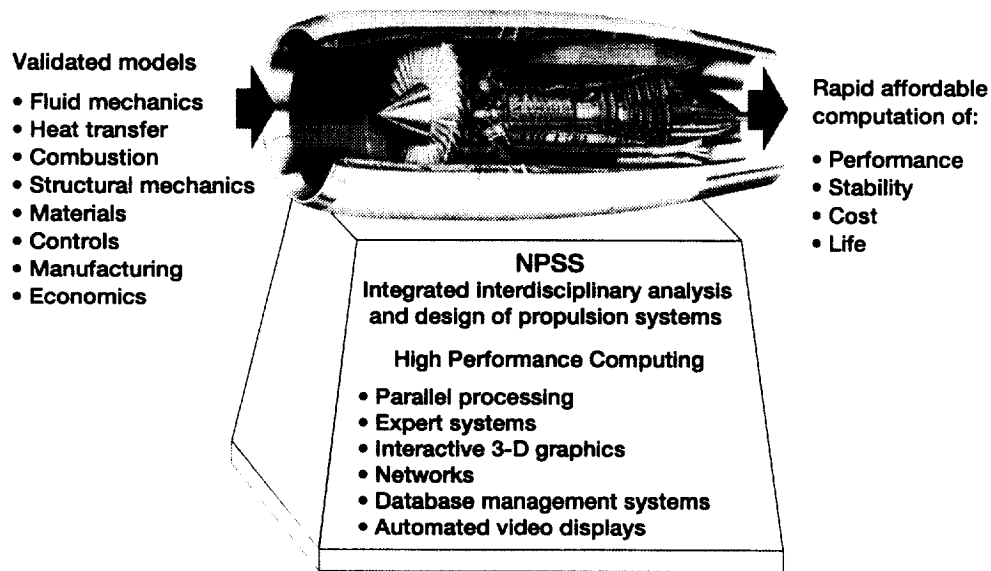 Validated models
• Fluid mechanics
• Heat transfer
• Combustion
• Structural mechanics
• Materials
• Controls
• Manufacturing
• Economics
Rapid affordable
computation of:
• Performance
• Stability
• Cost
• Life
NPSS
Integrated interdisciplinary analysis
and design of propulsion systems
High Performance Computing
• Parallel processing
• Expert systems
• Interactive 3-D graphics
• Networks
• Database management systems
• Automated video displays